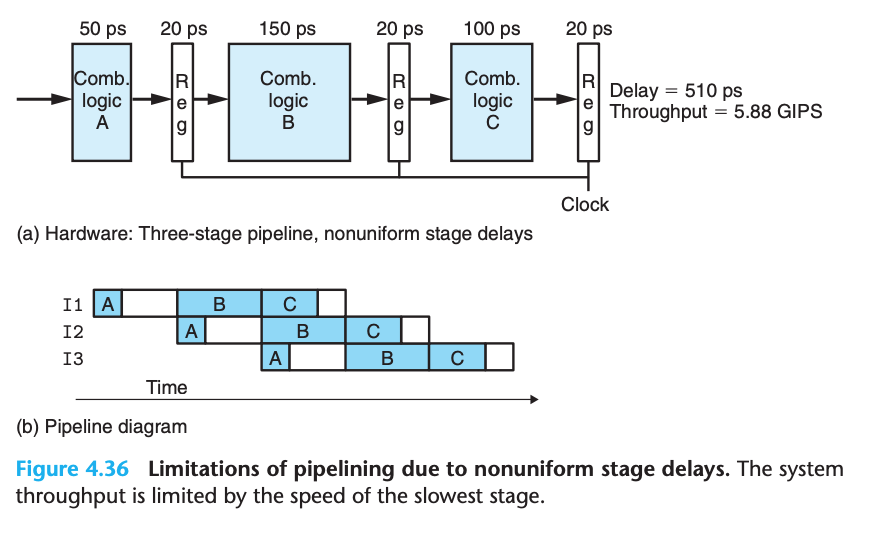 50 ps 20 ps 150 ps 20 ps 100 ps 20 ps
Comb.
logic
A
Reg
Comb.
logic
B
Reg
Comb.
logic
C
Reg
Delay = 510 ps
Throughput = 5.88 GIPS
Clock
(a) Hardware: Three-stage pipeline, nonuniform stage delays
I1 A B C
I2 A B C
I3 A B C
Time
(b) Pipeline diagram
Figure 4.36 Limitations of pipelining due to nonuniform stage delays. The system
throughput is limited by the speed of the slowest stage.